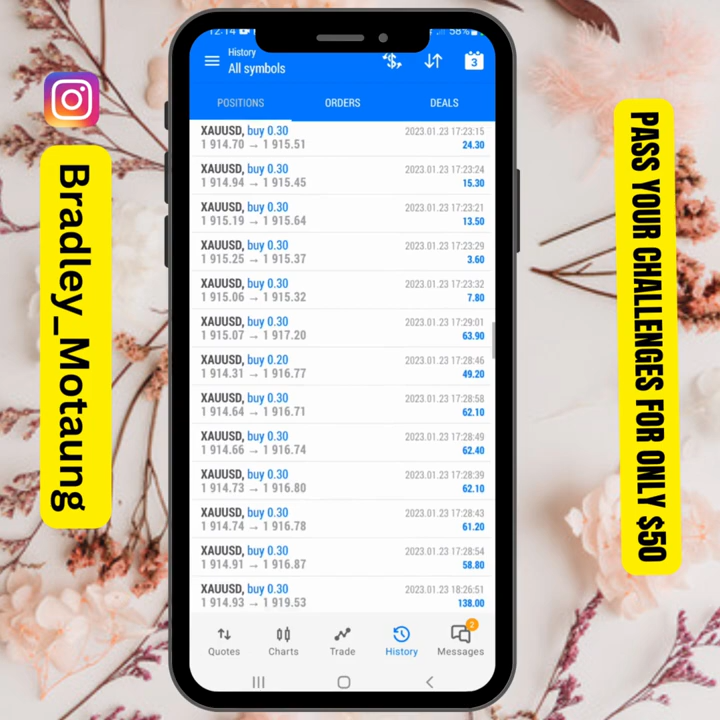 Bradley_Motaung
12:14
58%
History
All symbols
3
POSITIONS
ORDERS
DEALS
XAUUSD, buy 0.30
2023.01.23 17:23:15
1 914.70 → 1 915.51
24.30
XAUUSD, buy 0.30
2023.01.23 17:23:24
1 914.94 → 1 915.45
15.30
XAUUSD, buy 0.30
2023.01.23 17:23:21
1 915.19 → 1 915.64
13.50
XAUUSD, buy 0.30
2023.01.23 17:23:29
1 915.25 → 1 915.37
3.60
XAUUSD, buy 0.30
2023.01.23 17:23:32
1 915.06 → 1 915.32
7.80
XAUUSD, buy 0.30
2023.01.23 17:29:01
1 915.07 → 1 917.20
63.90
XAUUSD, buy 0.20
2023.01.23 17:28:46
1 914.31 → 1 916.77
49.20
XAUUSD, buy 0.30
2023.01.23 17:28:58
1 914.64 → 1 916.71
62.10
XAUUSD, buy 0.30
2023.01.23 17:28:49
1 914.66 → 1 916.74
62.40
XAUUSD, buy 0.30
2023.01.23 17:28:39
1 914.73 → 1 916.80
62.10
XAUUSD, buy 0.30
2023.01.23 17:28:43
1 914.74 → 1 916.78
61.20
XAUUSD, buy 0.30
2023.01.23 17:28:54
1 914.91 → 1 916.87
58.80
XAUUSD, buy 0.30
2023.01.23 18:26:51
1 914.93 → 1 919.53
138.00
2
Quotes
Charts
Trade
History
Messages
PASS YOUR CHALLENGES FOR ONLY $50